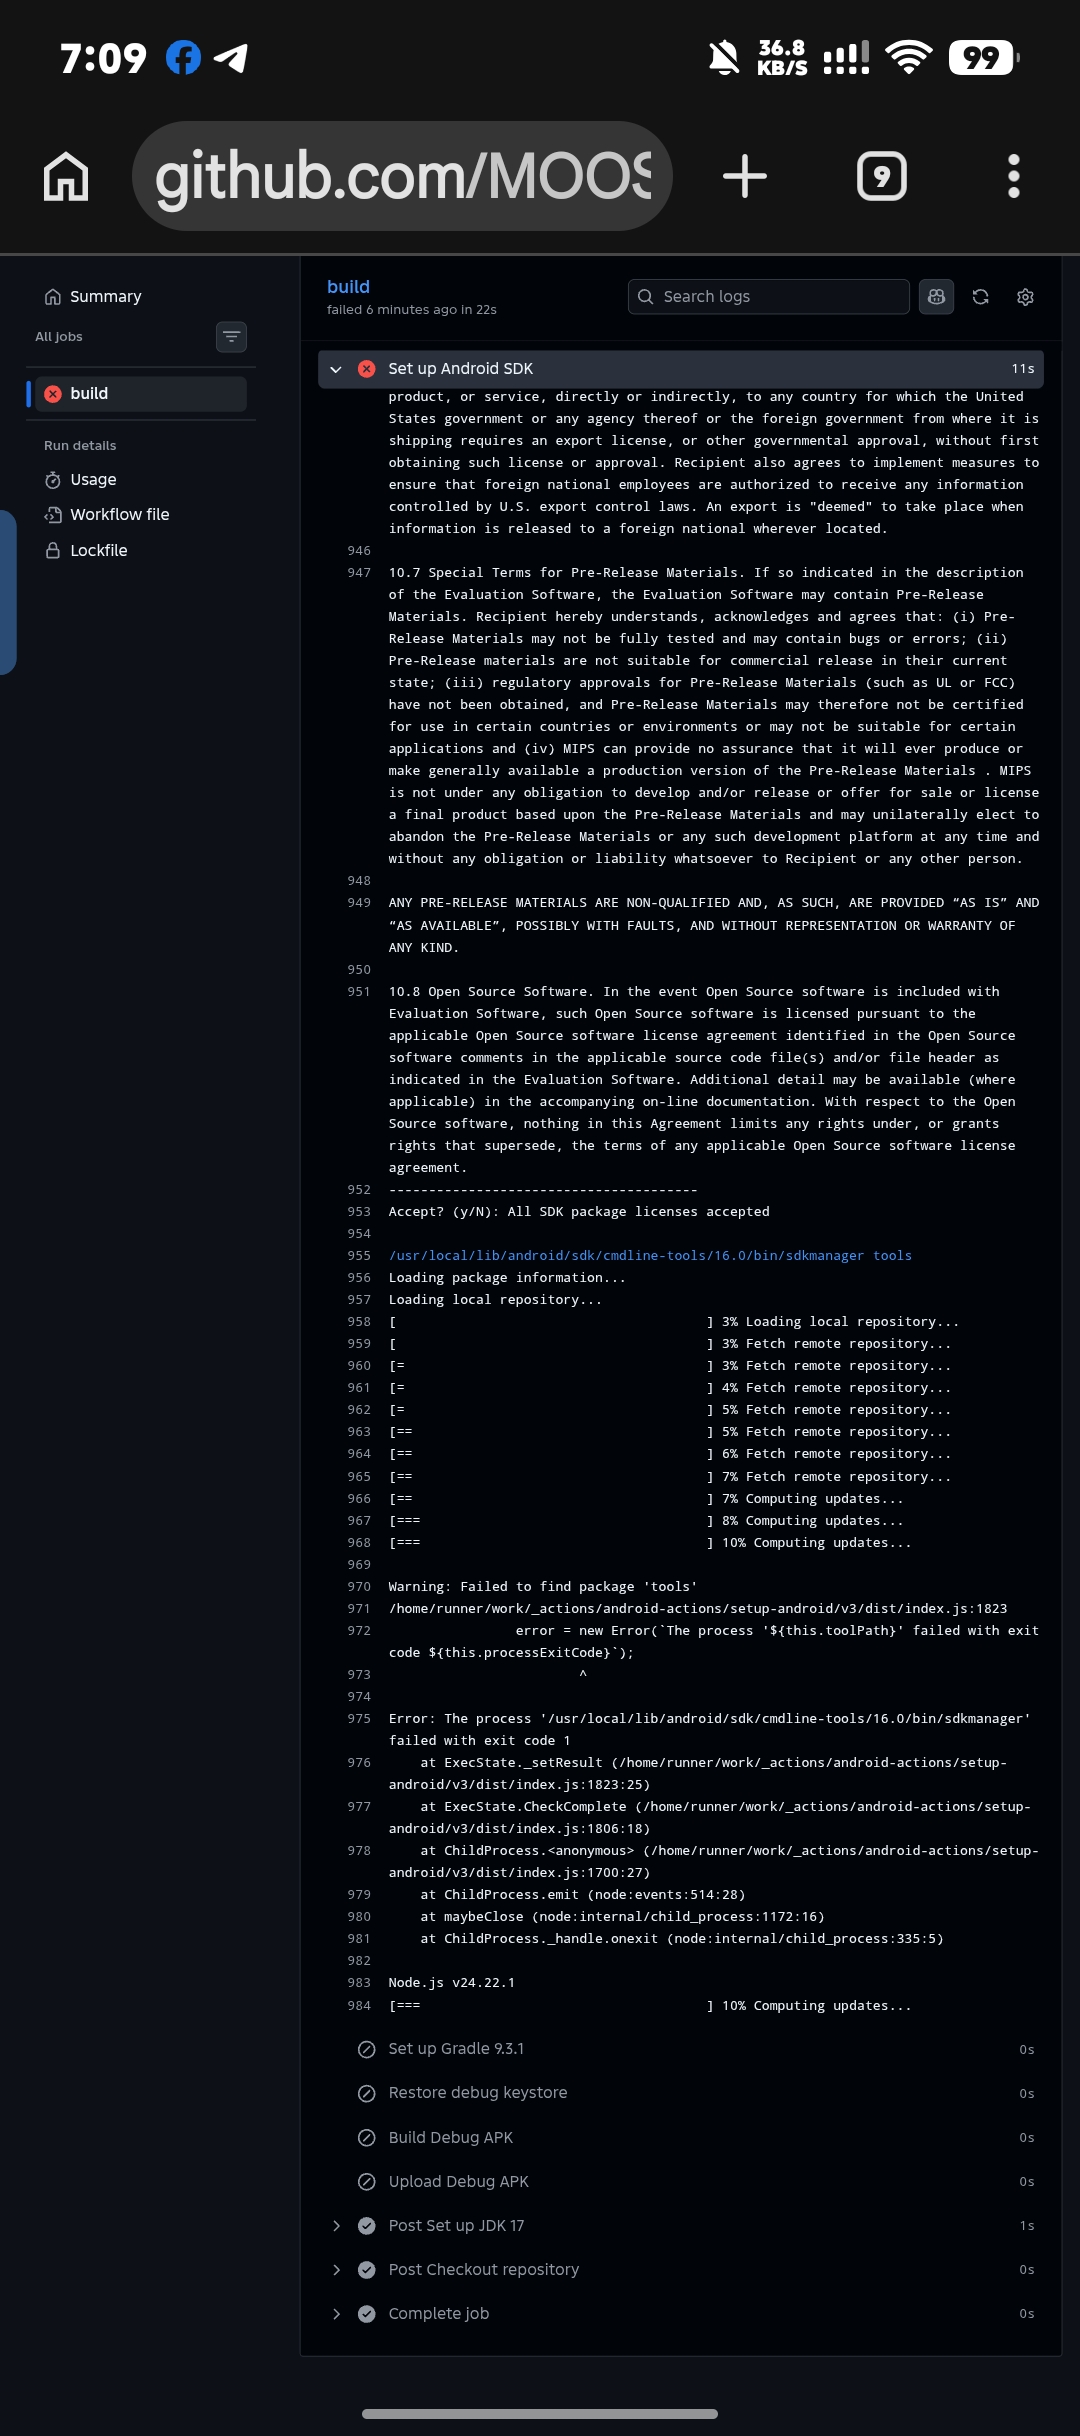 7:09
36.8 KB/S
99
github.com/MOOS
9
Summary
All jobs
build
Run details
Usage
Workflow file
Lockfile
build
failed 6 minutes ago in 22s
Search logs
Set up Android SDK 11s
product, or service, directly or indirectly, to any country for which the United
States government or any agency thereof or the foreign government from where it is
shipping requires an export license, or other governmental approval, without first
obtaining such license or approval. Recipient also agrees to implement measures to
ensure that foreign national employees are authorized to receive any information
controlled by U.S. export control laws. An export is "deemed" to take place when
information is released to a foreign national wherever located.
946
947 10.7 Special Terms for Pre-Release Materials. If so indicated in the description
of the Evaluation Software, the Evaluation Software may contain Pre-Release
Materials. Recipient hereby understands, acknowledges and agrees that: (i) Pre-
Release Materials may not be fully tested and may contain bugs or errors; (ii)
Pre-Release materials are not suitable for commercial release in their current
state; (iii) regulatory approvals for Pre-Release Materials (such as UL or FCC)
have not been obtained, and Pre-Release Materials may therefore not be certified
for use in certain countries or environments or may not be suitable for certain
applications and (iv) MIPS can provide no assurance that it will ever produce or
make generally available a production version of the Pre-Release Materials . MIPS
is not under any obligation to develop and/or release or offer for sale or license
a final product based upon the Pre-Release Materials and may unilaterally elect to
abandon the Pre-Release Materials or any such development platform at any time and
without any obligation or liability whatsoever to Recipient or any other person.
948
949 ANY PRE-RELEASE MATERIALS ARE NON-QUALIFIED AND, AS SUCH, ARE PROVIDED “AS IS” AND
“AS AVAILABLE”, POSSIBLY WITH FAULTS, AND WITHOUT REPRESENTATION OR WARRANTY OF
ANY KIND.
950
951 10.8 Open Source Software. In the event Open Source software is included with
Evaluation Software, such Open Source software is licensed pursuant to the
applicable Open Source software license agreement identified in the Open Source
software comments in the applicable source code file(s) and/or file header as
indicated in the Evaluation Software. Additional detail may be available (where
applicable) in the accompanying on-line documentation. With respect to the Open
Source software, nothing in this Agreement limits any rights under, or grants
rights that supersede, the terms of any applicable Open Source software license
agreement.
952 ---------------------------------------
953 Accept? (y/N): All SDK package licenses accepted
954
955 /usr/local/lib/android/sdk/cmdline-tools/16.0/bin/sdkmanager tools
956 Loading package information...
957 Loading local repository...
958 [                                       ] 3% Loading local repository...
959 [                                       ] 3% Fetch remote repository...
960 [=                                      ] 3% Fetch remote repository...
961 [=                                      ] 4% Fetch remote repository...
962 [=                                      ] 5% Fetch remote repository...
963 [==                                     ] 5% Fetch remote repository...
964 [==                                     ] 6% Fetch remote repository...
965 [==                                     ] 7% Fetch remote repository...
966 [==                                     ] 7% Computing updates...
967 [===                                    ] 8% Computing updates...
968 [===                                    ] 10% Computing updates...
969
970 Warning: Failed to find package 'tools'
971 /home/runner/work/_actions/android-actions/setup-android/v3/dist/index.js:1823
972                 error = new Error(`The process '${this.toolPath}' failed with exit
code ${this.processExitCode}`);
973                         ^
974
975 Error: The process '/usr/local/lib/android/sdk/cmdline-tools/16.0/bin/sdkmanager'
failed with exit code 1
976     at ExecState._setResult (/home/runner/work/_actions/android-actions/setup-
android/v3/dist/index.js:1823:25)
977     at ExecState.CheckComplete (/home/runner/work/_actions/android-actions/setup-
android/v3/dist/index.js:1806:18)
978     at ChildProcess.<anonymous> (/home/runner/work/_actions/android-actions/setup-
android/v3/dist/index.js:1700:27)
979     at ChildProcess.emit (node:events:514:28)
980     at maybeClose (node:internal/child_process:1172:16)
981     at ChildProcess._handle.onexit (node:internal/child_process:335:5)
982
983 Node.js v24.22.1
984 [===                                    ] 10% Computing updates...
Set up Gradle 9.3.1 0s
Restore debug keystore 0s
Build Debug APK 0s
Upload Debug APK 0s
Post Set up JDK 17 1s
Post Checkout repository 0s
Complete job 0s